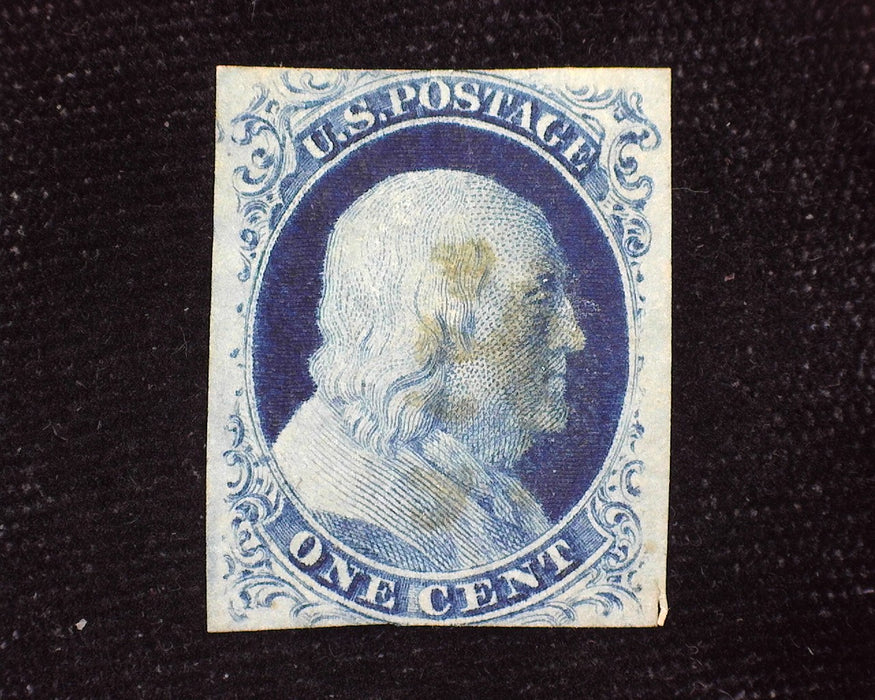 U.S. POSTAGE
ONE CENT